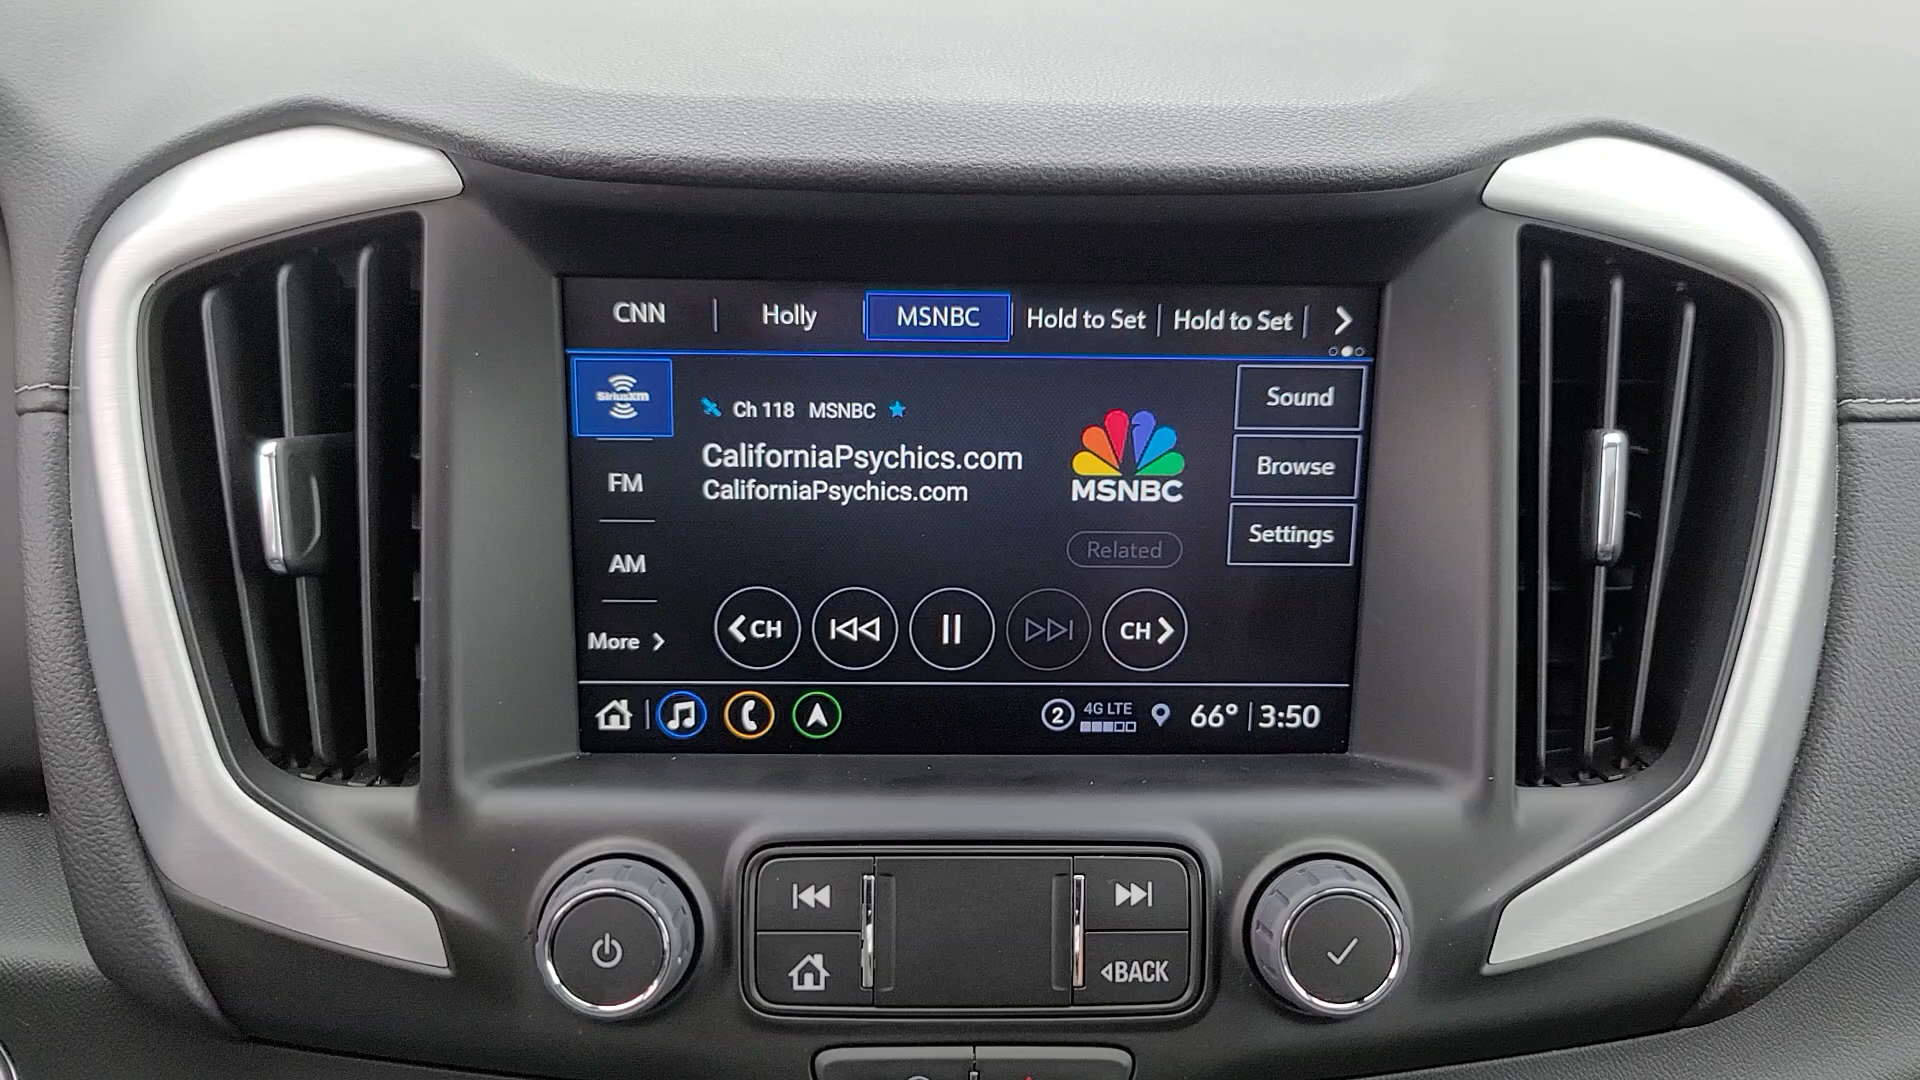 CNN | Holly MSNBC Hold to Set | Hold to Set |
SiriusXM
Ch 118 MSNBC
CaliforniaPsychics.com
CaliforniaPsychics.com
MSNBC
Related
Sound
Browse
Settings
FM
AM
More
CH
CH
2 4G LTE 66° | 3:50
BACK